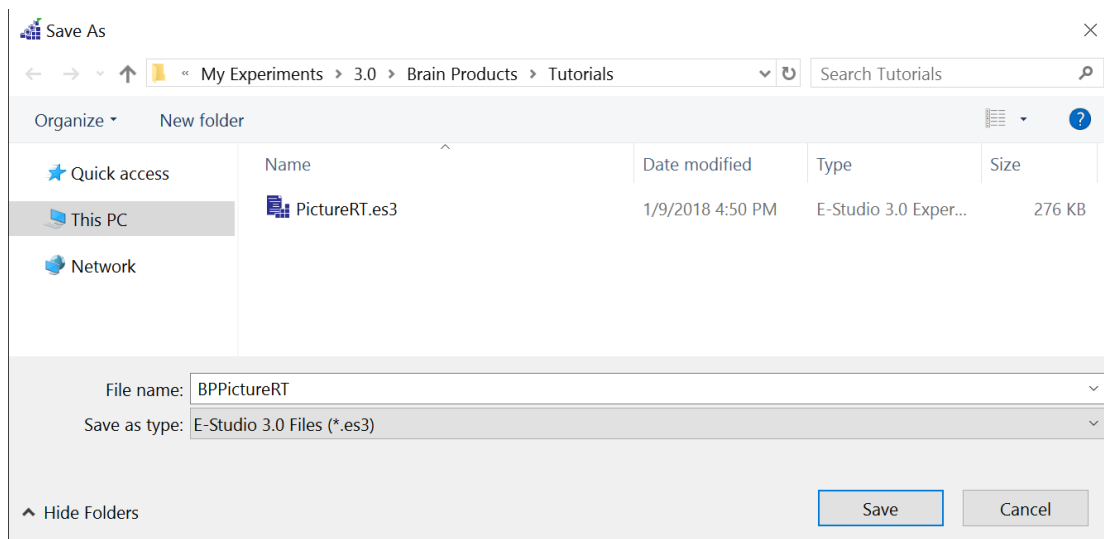 Save As
« My Experiments > 3.0 > Brain Products > Tutorials
Search Tutorials
Organize
New folder
?
Quick access
This PC
Network
Name Date modified Type Size
PictureRT.es3 1/9/2018 4:50 PM E-Studio 3.0 Exper... 276 KB
File name: BPPictureRT
Save as type: E-Studio 3.0 Files (*.es3)
Hide Folders
Save
Cancel